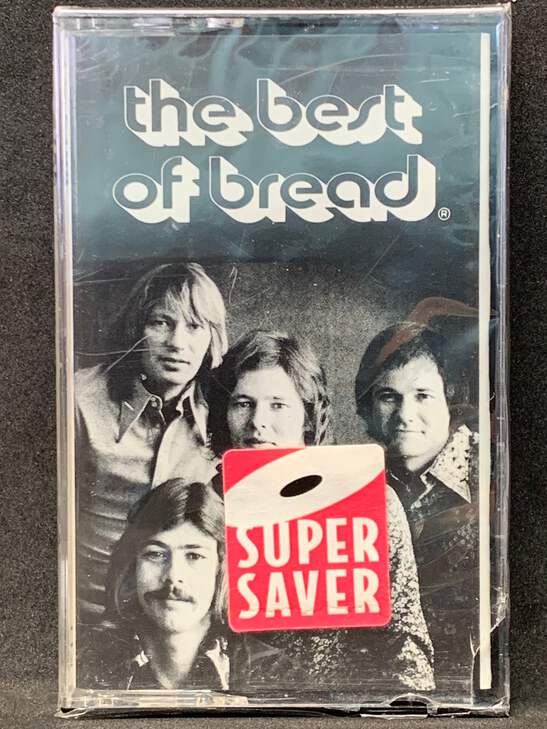 the best
of bread®
SUPER
SAVER